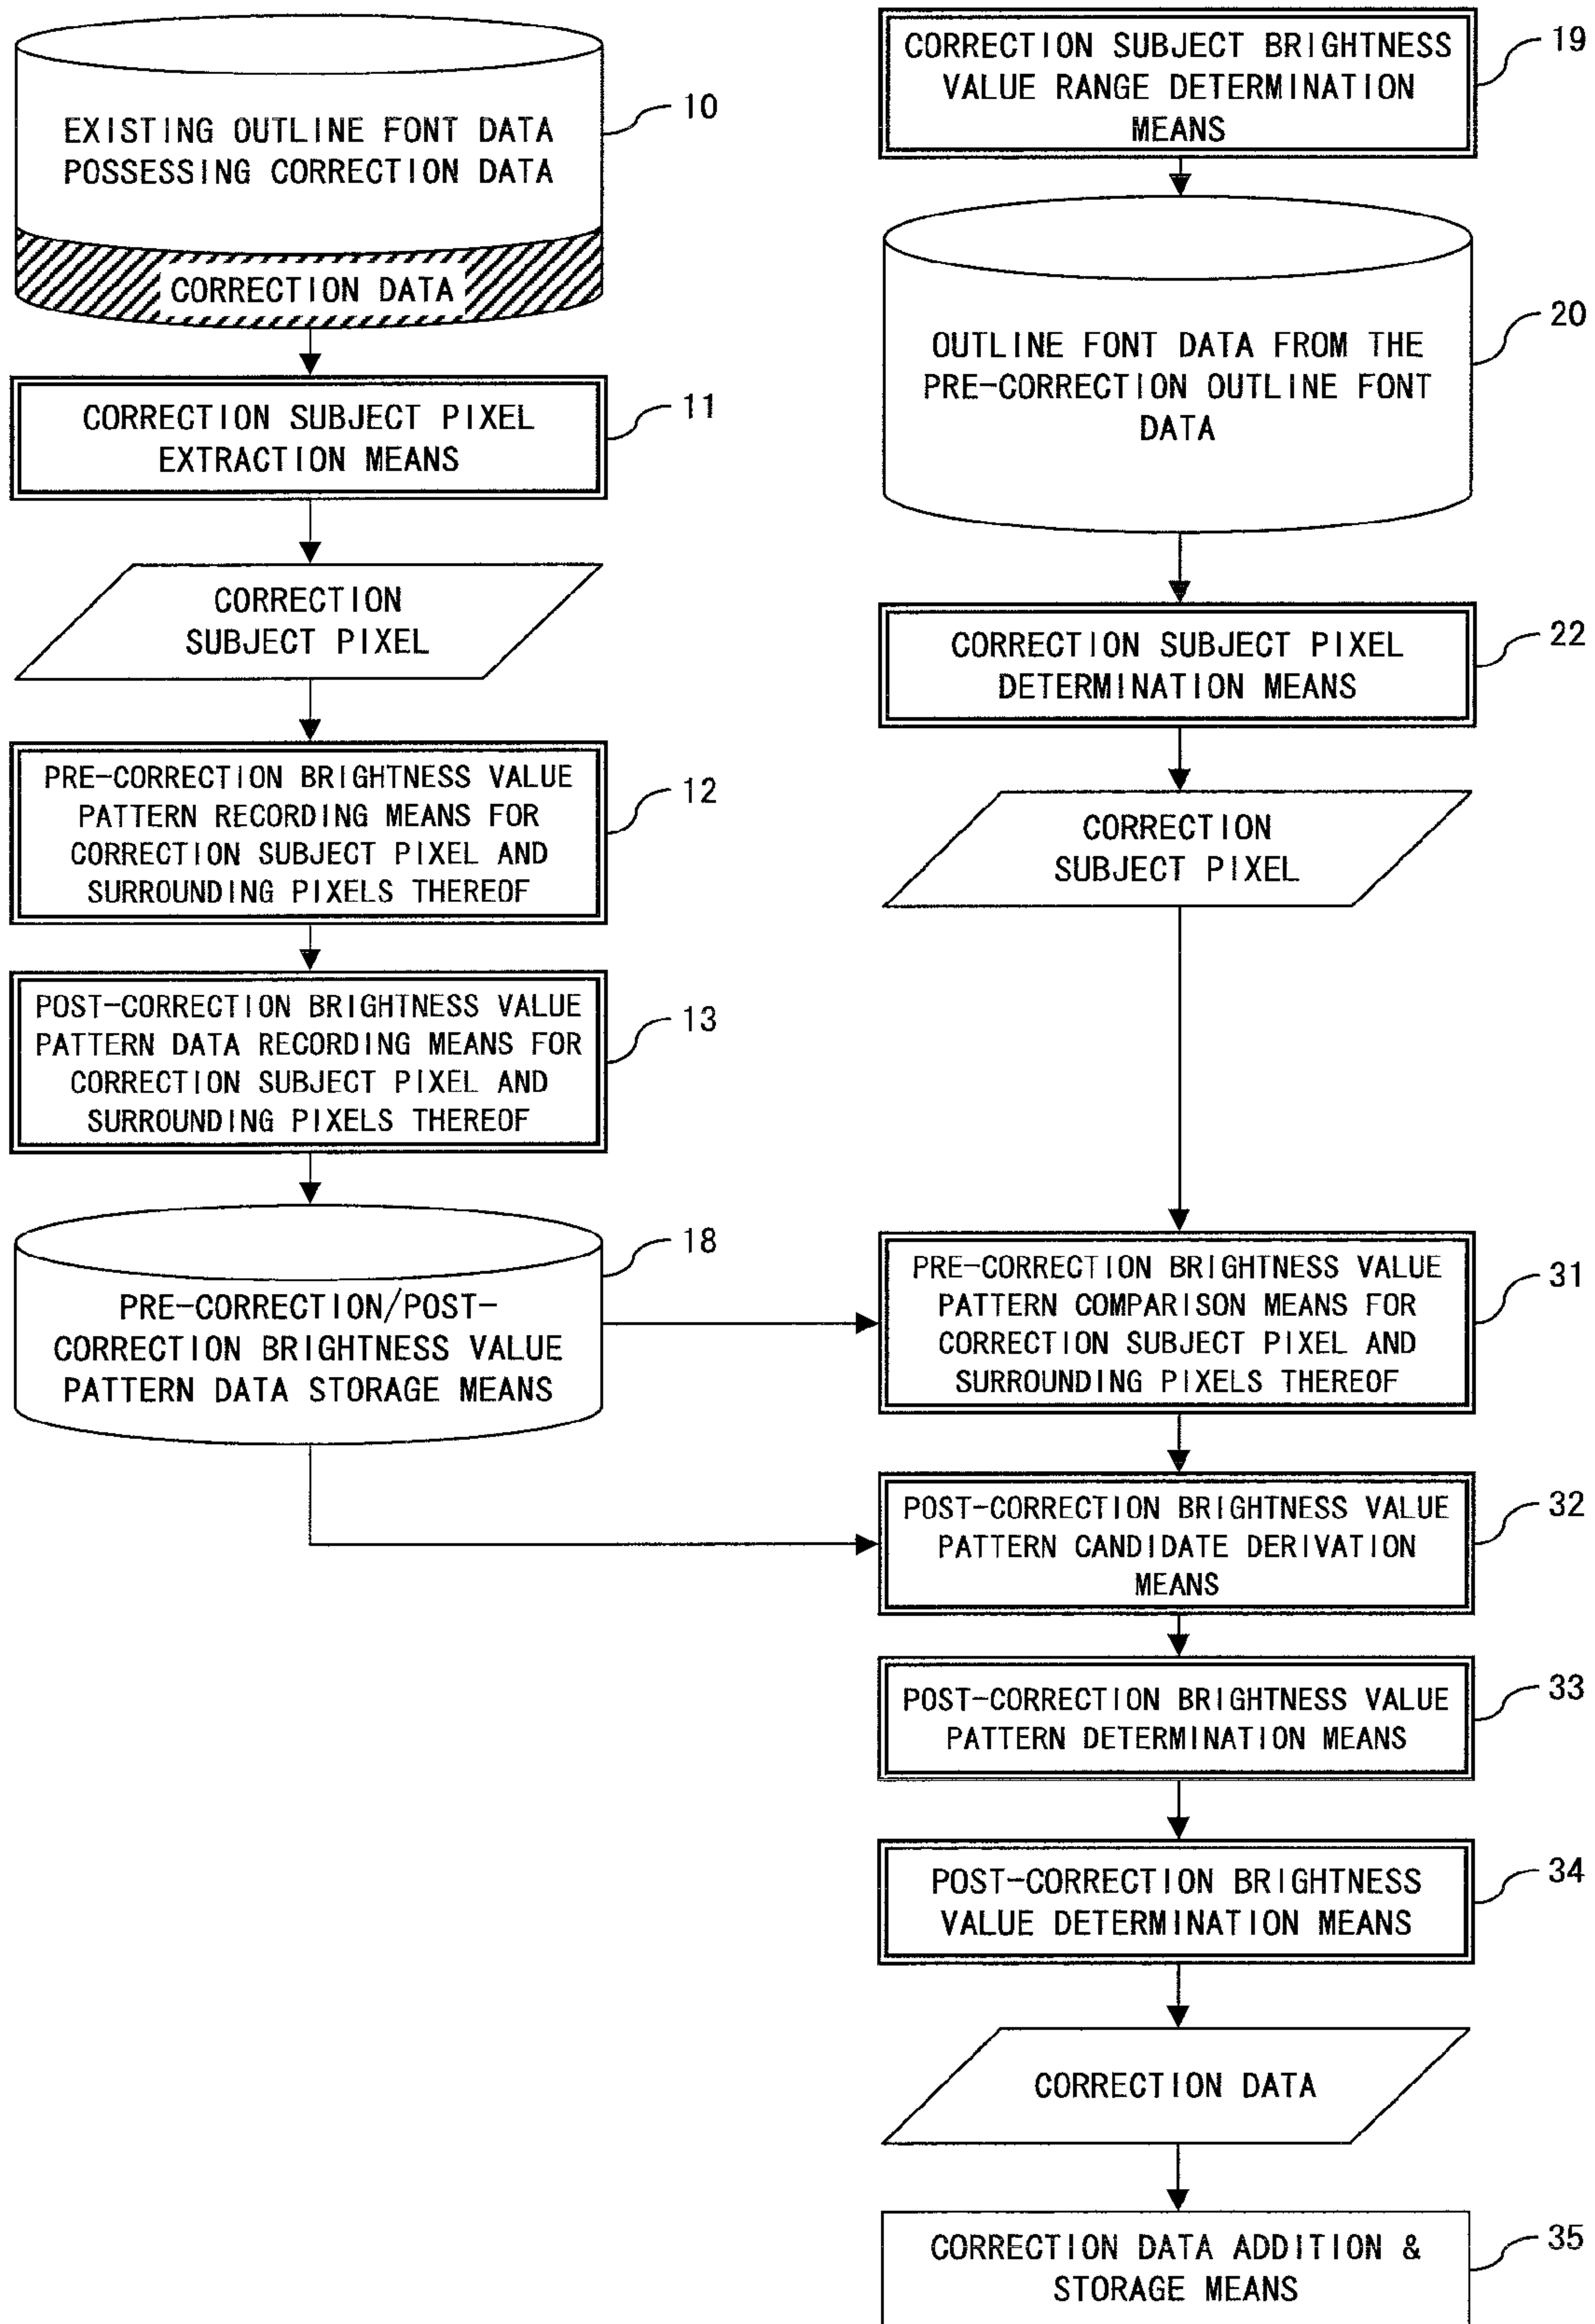 EXISTING OUTLINE FONT DATA
POSSESSING CORRECTION DATA
CORRECTION DATA
10
CORRECTION SUBJECT PIXEL
EXTRACTION MEANS
11
CORRECTION
SUBJECT PIXEL
PRE-CORRECTION BRIGHTNESS VALUE
PATTERN RECORDING MEANS FOR
CORRECTION SUBJECT PIXEL AND
SURROUNDING PIXELS THEREOF
12
POST-CORRECTION BRIGHTNESS VALUE
PATTERN DATA RECORDING MEANS FOR
CORRECTION SUBJECT PIXEL AND
SURROUNDING PIXELS THEREOF
13
PRE-CORRECTION/POST-
CORRECTION BRIGHTNESS VALUE
PATTERN DATA STORAGE MEANS
18
CORRECTION SUBJECT BRIGHTNESS
VALUE RANGE DETERMINATION
MEANS
19
OUTLINE FONT DATA FROM THE
PRE-CORRECTION OUTLINE FONT
DATA
20
CORRECTION SUBJECT PIXEL
DETERMINATION MEANS
22
CORRECTION
SUBJECT PIXEL
PRE-CORRECTION BRIGHTNESS VALUE
PATTERN COMPARISON MEANS FOR
CORRECTION SUBJECT PIXEL AND
SURROUNDING PIXELS THEREOF
31
POST-CORRECTION BRIGHTNESS VALUE
PATTERN CANDIDATE DERIVATION
MEANS
32
POST-CORRECTION BRIGHTNESS VALUE
PATTERN DETERMINATION MEANS
33
POST-CORRECTION BRIGHTNESS
VALUE DETERMINATION MEANS
34
CORRECTION DATA
CORRECTION DATA ADDITION &
STORAGE MEANS
35